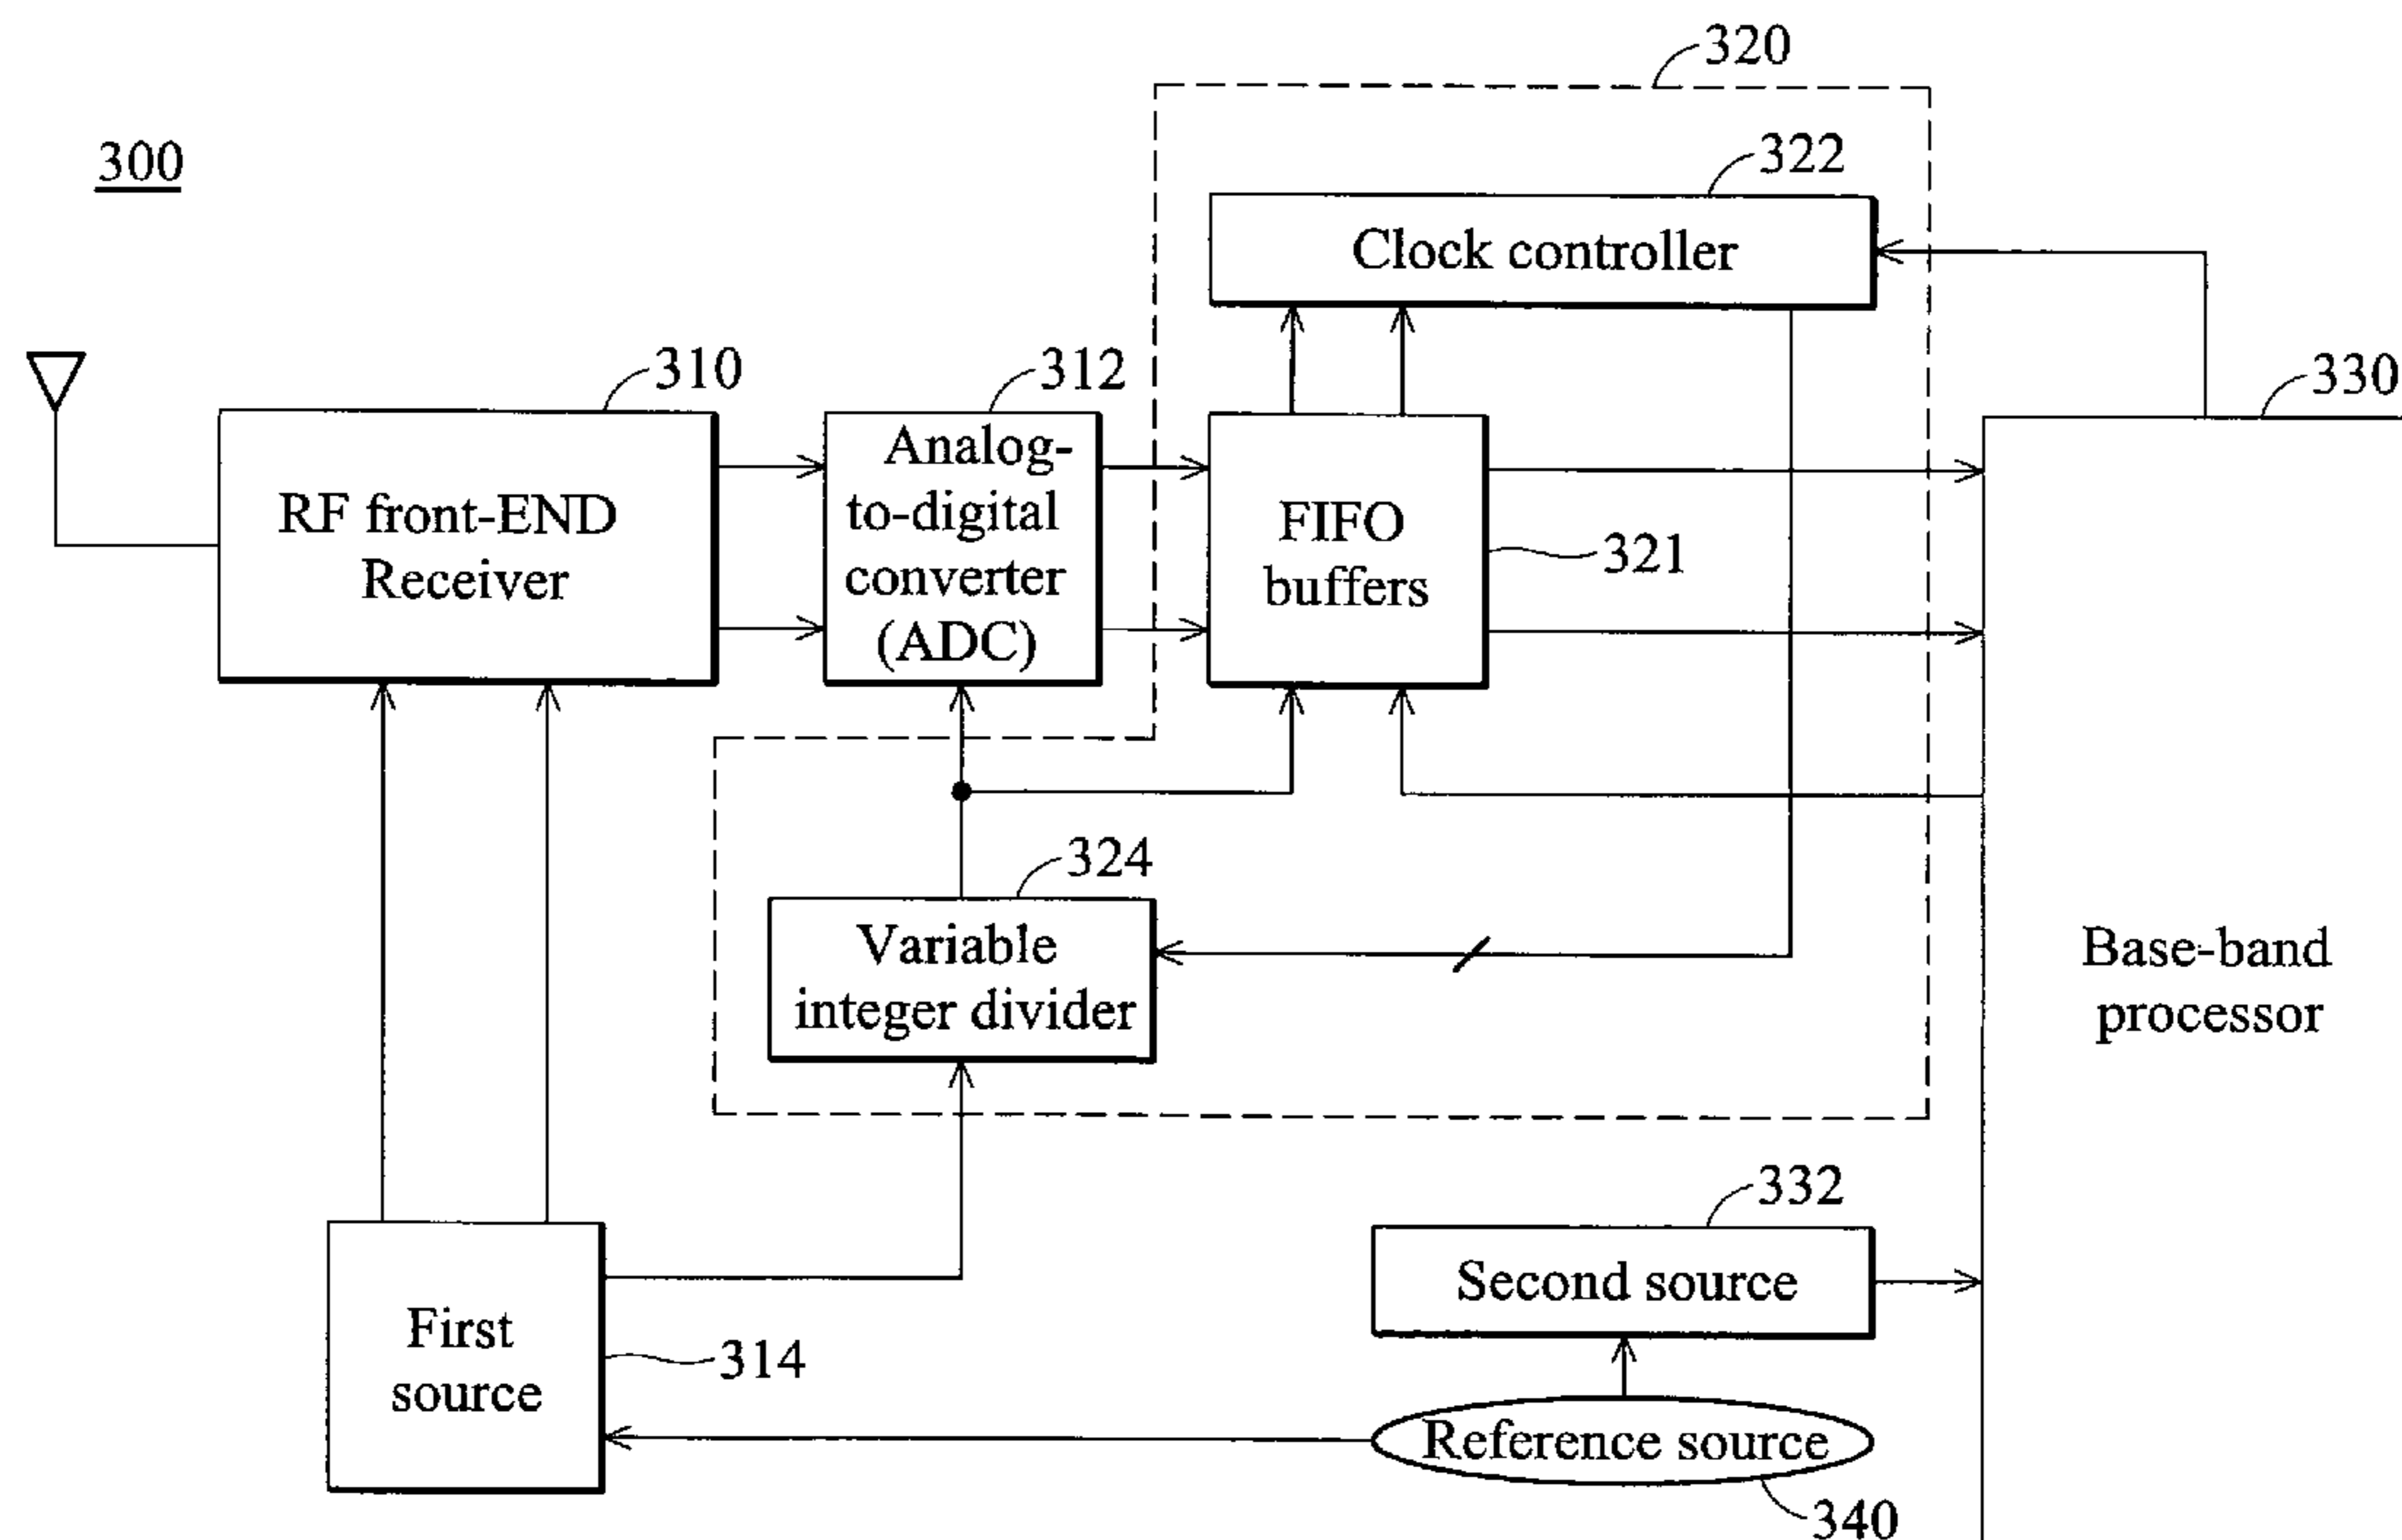 320
300
322
Clock controller
310
312
330
RF front-END
Receiver
Analog-
to-digital
converter
(ADC)
FIFO
buffers
321
324
Variable
integer divider
Base-band
processor
332
Second source
First
source
314
Reference source
340